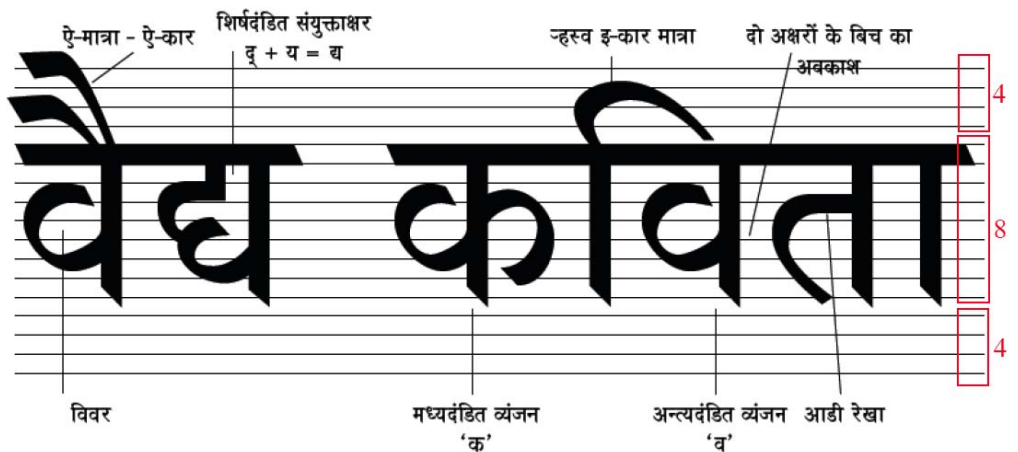 ऐ-मात्रा - ऐ-कार
शिर्षदंडित संयुक्ताक्षर
द् + य = द्य
ऱ्हस्व इ-कार मात्रा
दो अक्षरों के बिच का
अवकाश
4
वैद्य कविता
8
4
विवर
मध्यदंडित व्यंजन
‘क’
अन्त्यदंडित व्यंजन
‘व’
आडी रेखा